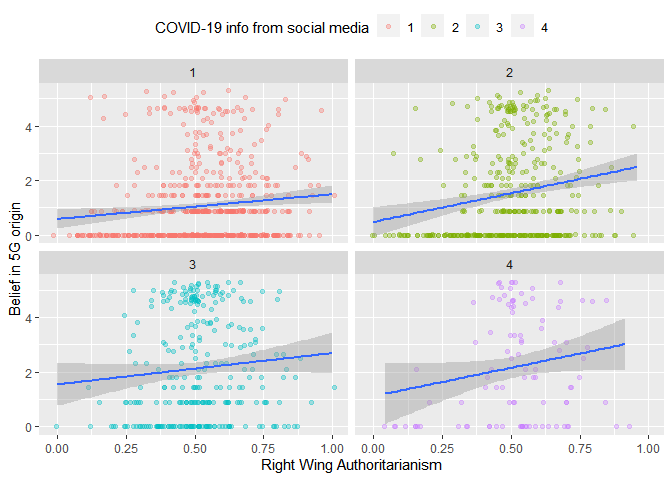 COVID-19 info from social media 1 2 3 4
1 2
4
2
0
3 4
4
2
0
Belief in 5G origin
0.00 0.25 0.50 0.75 1.00 0.00 0.25 0.50 0.75 1.00
Right Wing Authoritarianism